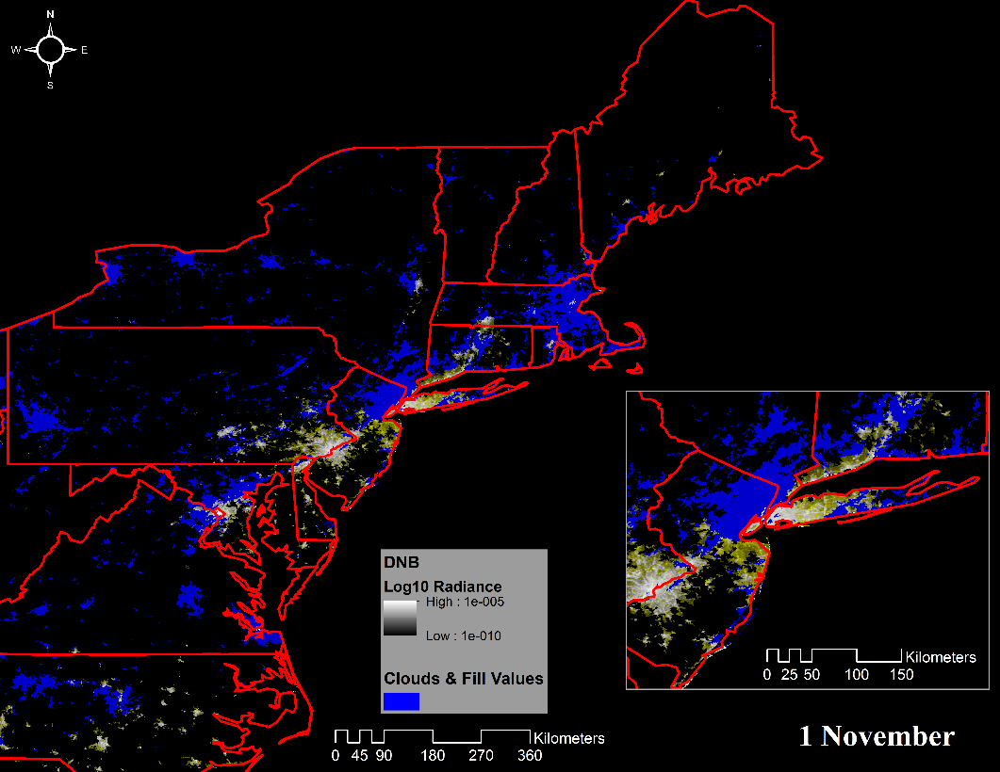 N
W E
S
DNB
Log10 Radiance
High : 1e-005
Low : 1e-010
Clouds & Fill Values
Kilometers
0 45 90 180 270 360
Kilometers
0 25 50 100 150
1 November